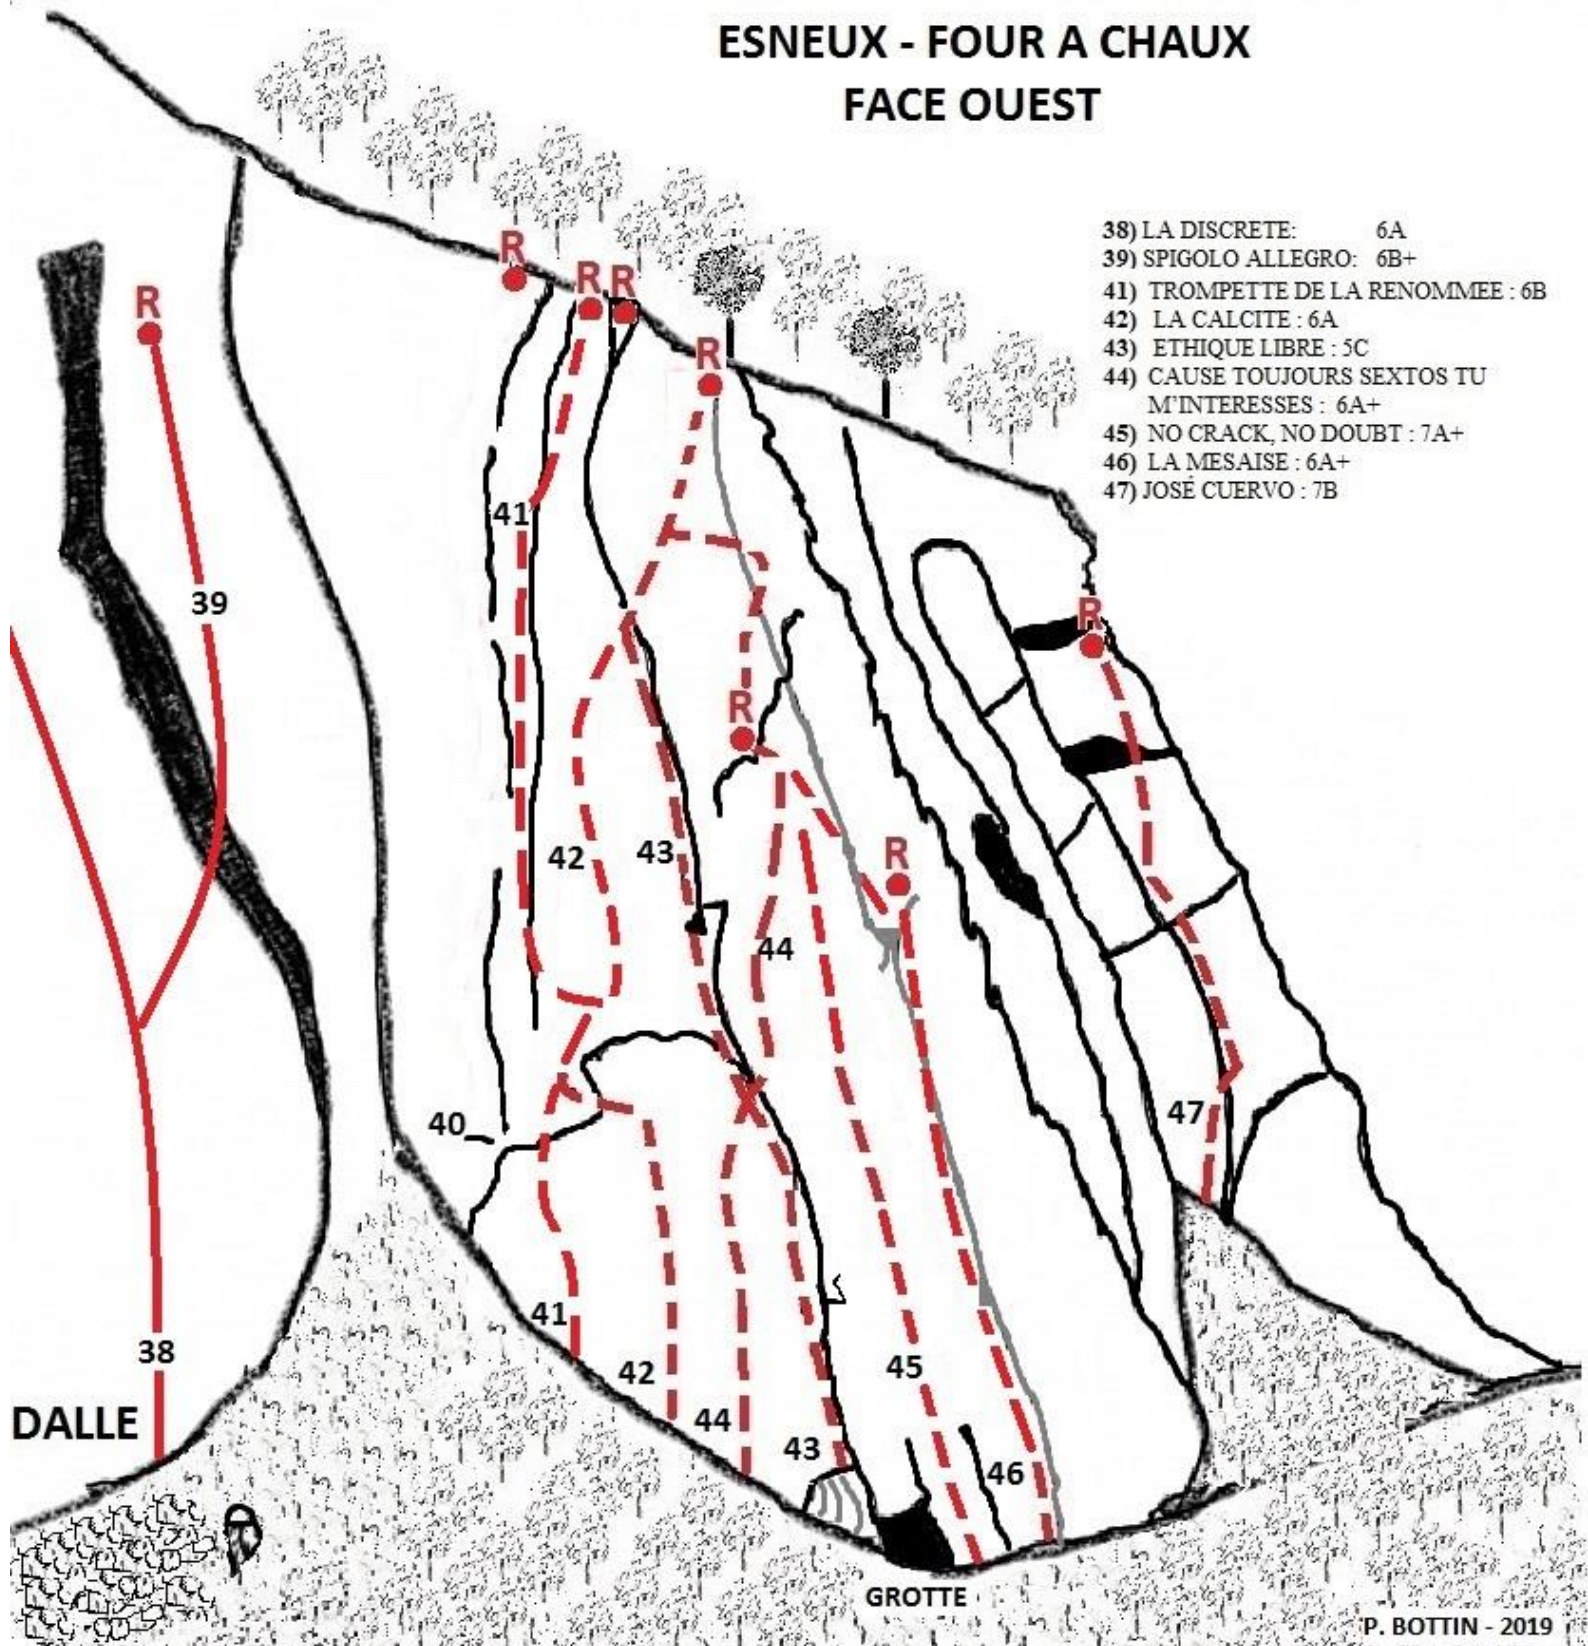 ESNEUX - FOUR A CHAUX
FACE OUEST
38) LA DISCRETE: 6A
39) SPIGOLO ALLEGRO: 6B+
41) TROMPETTE DE LA RENOMMEE : 6B
42) LA CALCITE : 6A
43) ETHIQUE LIBRE : 5C
44) CAUSE TOUJOURS SEXTOS TU
M'INTERESSES : 6A+
45) NO CRACK, NO DOUBT : 7A+
46) LA MESAISE : 6A+
47) JOSÉ CUERVO : 7B
R
R
R R
R
41
39
R
R
42
43
R
44
40
47
41
38
42
45
DALLE
44
43
46
GROTTE
P. BOTTIN - 2019